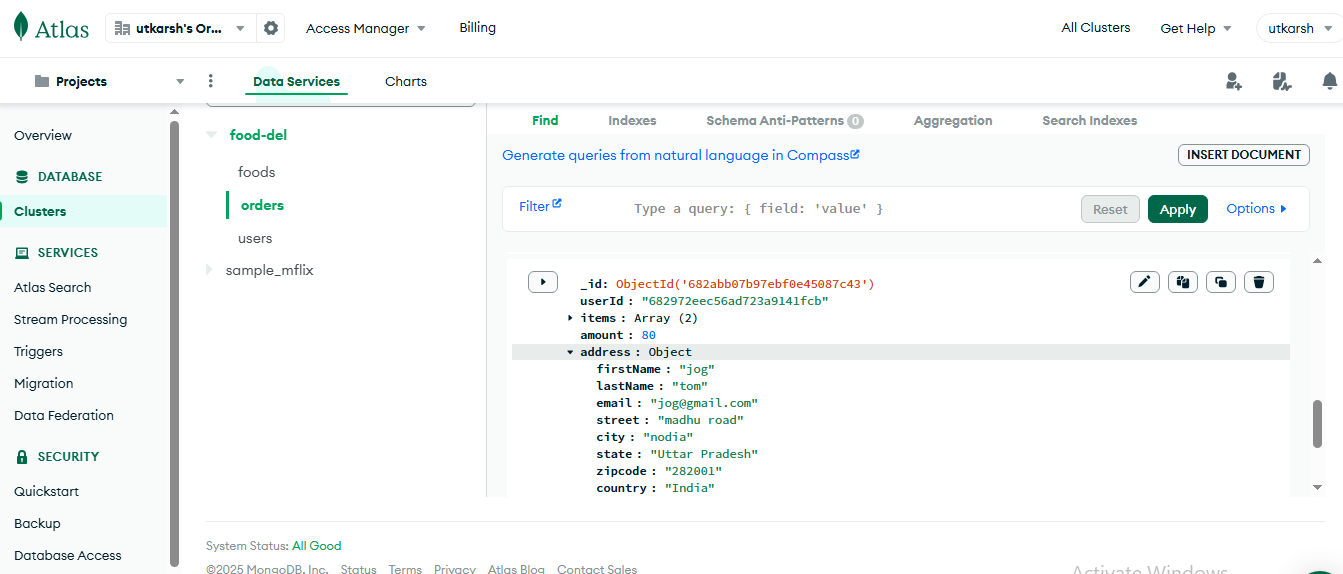 Atlas
utkarsh's Or...
Access Manager
Billing
All Clusters
Get Help
utkarsh
Projects
Data Services
Charts
Overview
DATABASE
Clusters
SERVICES
Atlas Search
Stream Processing
Triggers
Migration
Data Federation
SECURITY
Quickstart
Backup
Database Access
food-del
foods
orders
users
sample_mflix
Find
Indexes
Schema Anti-Patterns 0
Aggregation
Search Indexes
Generate queries from natural language in Compass
INSERT DOCUMENT
Filter
Type a query: { field: 'value' }
Reset
Apply
Options
_id: ObjectId('682abb07b97ebf0e45087c43')
userId : "682972eec56ad723a9141fcb"
items : Array (2)
amount : 80
address : Object
firstName : "jog"
lastName : "tom"
email : "jog@gmail.com"
street : "madhu road"
city : "nodia"
state : "Uttar Pradesh"
zipcode : "282001"
country : "India"
System Status: All Good
©2025 MongoDB, Inc.
Status
Terms
Privacy
Atlas Blog
Contact Sales
Activate Windows